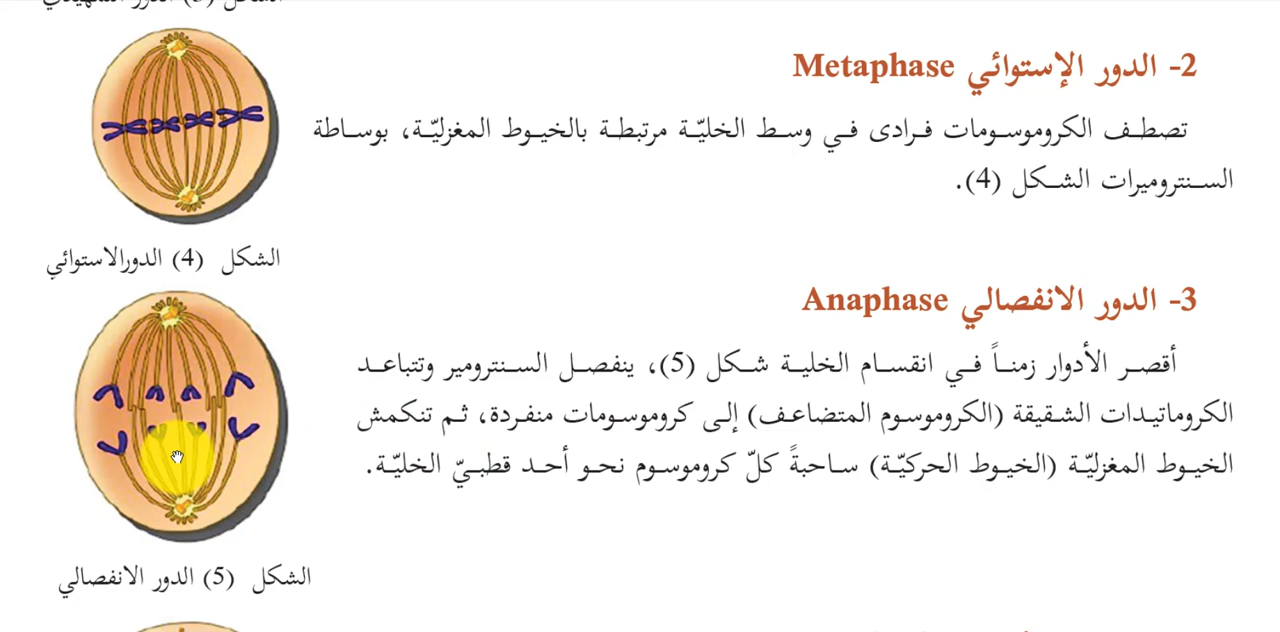 2- الدور الإستوائي Metaphase
تصطف الكروموسومات فرادى في وسط الخليّة مرتبطة بالخيوط المغزليّة، بوساطة
السنتروميرات الشكل (4).
الشكل (4) الدورالاستوائي
3- الدور الانفصالي Anaphase
أقصر الأدوار زمناً في انقسام الخلية شكل (5)، ينفصل السنترومير وتتباعد
الكروماتيدات الشقيقة (الكروموسوم المتضاعف) إلى كروموسومات منفردة، ثم تنكمش
الخيوط المغزليّة (الخيوط الحركيّة) ساحبةً كلّ كروموسوم نحو أحد قطبيّ الخليّة.
الشكل (5) الدور الانفصالي